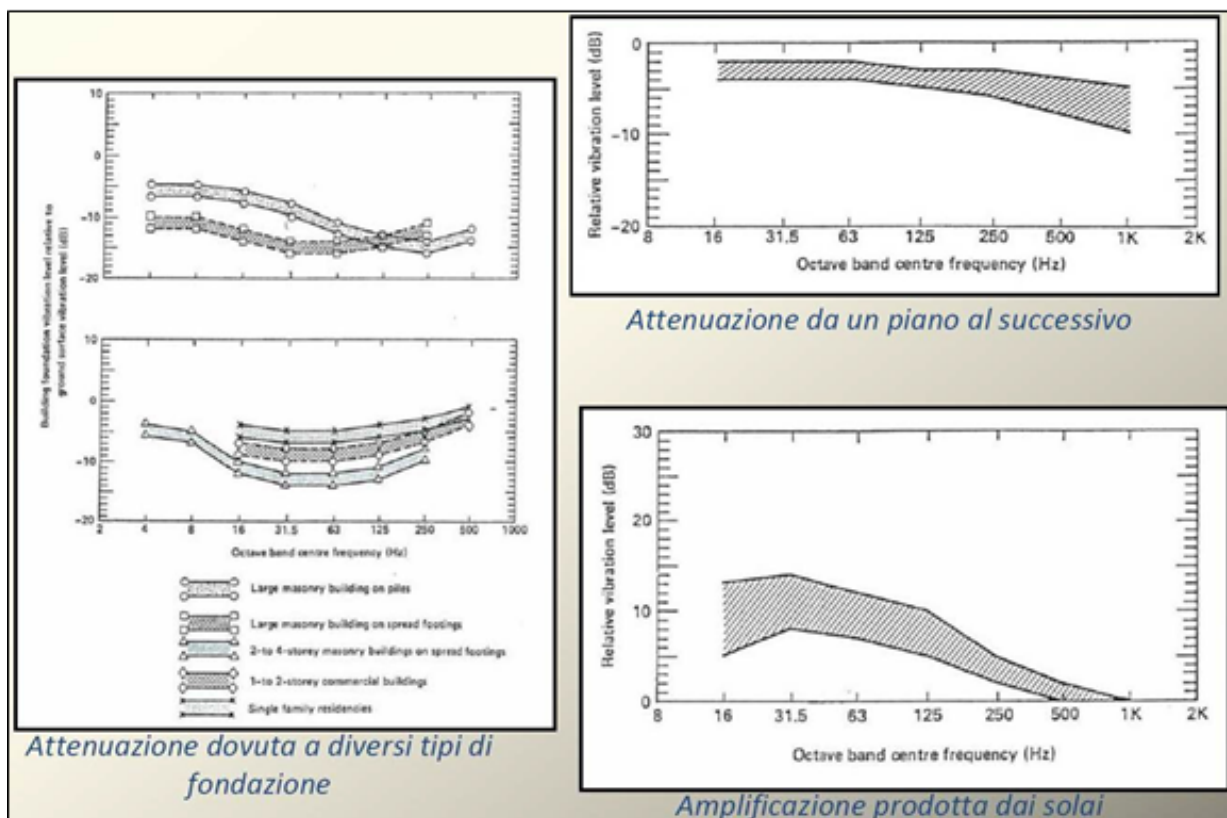 10
0
-10
-20
10
0
-10
-20
2
4
8
16
31.5
63
125
250
500
1000
Building foundation vibration level relative to
ground surface vibration level (dB)
Octave band centre frequency (Hz)
Large masonry building on piles
Large masonry building on spread footings
2-to 4-storey masonry buildings on spread footings
1-to 2-storey commercial buildings
Single family residencies
Attenuazione dovuta a diversi tipi di
fondazione
0
-10
-20
Relative vibration level (dB)
8
16
31.5
63
125
250
500
1K
2K
Octave band centre frequency (Hz)
Attenuazione da un piano al successivo
30
20
10
0
Relative vibration level (dB)
8
16
31.5
63
125
250
500
1K
2K
Octave band centre frequency (Hz)
Amplificazione prodotta dai solai